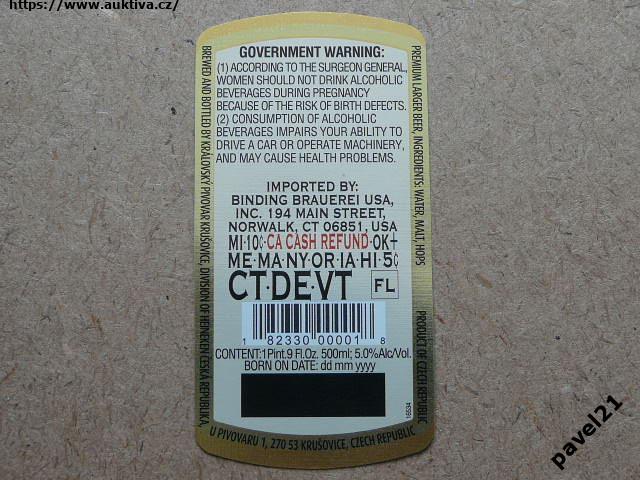 https://www.auktiva.cz/
GOVERNMENT WARNING:
(1) ACCORDING TO THE SURGEON GENERAL,
WOMEN SHOULD NOT DRINK ALCOHOLIC
BEVERAGES DURING PREGNANCY
BECAUSE OF THE RISK OF BIRTH DEFECTS.
(2) CONSUMPTION OF ALCOHOLIC
BEVERAGES IMPAIRS YOUR ABILITY TO
DRIVE A CAR OR OPERATE MACHINERY,
AND MAY CAUSE HEALTH PROBLEMS.
IMPORTED BY:
BINDING BRAUEREI USA,
INC. 194 MAIN STREET,
NORWALK, CT 06851, USA
MI·10¢·CA CASH REFUND·OK+
ME·MA·NY·OR·IA·HI·5¢
CT·DE·VT FL
1 82330 00001 8
CONTENT:1Pint.9 Fl.Oz. 500ml; 5.0%Alc/Vol.
BORN ON DATE: dd mm yyyy
16534
BREWED AND BOTTLED BY KRÁLOVSKÝ PIVOVAR KRUŠOVICE, DIVISION OF HEINEKEN ČESKÁ REPUBLIKA,
U PIVOVARU 1, 270 53 KRUŠOVICE, CZECH REPUBLIC
PREMIUM LARGER BEER, INGREDIENTS: WATER, MALT, HOPS
PRODUCT OF CZECH REPUBLIC
pavel21